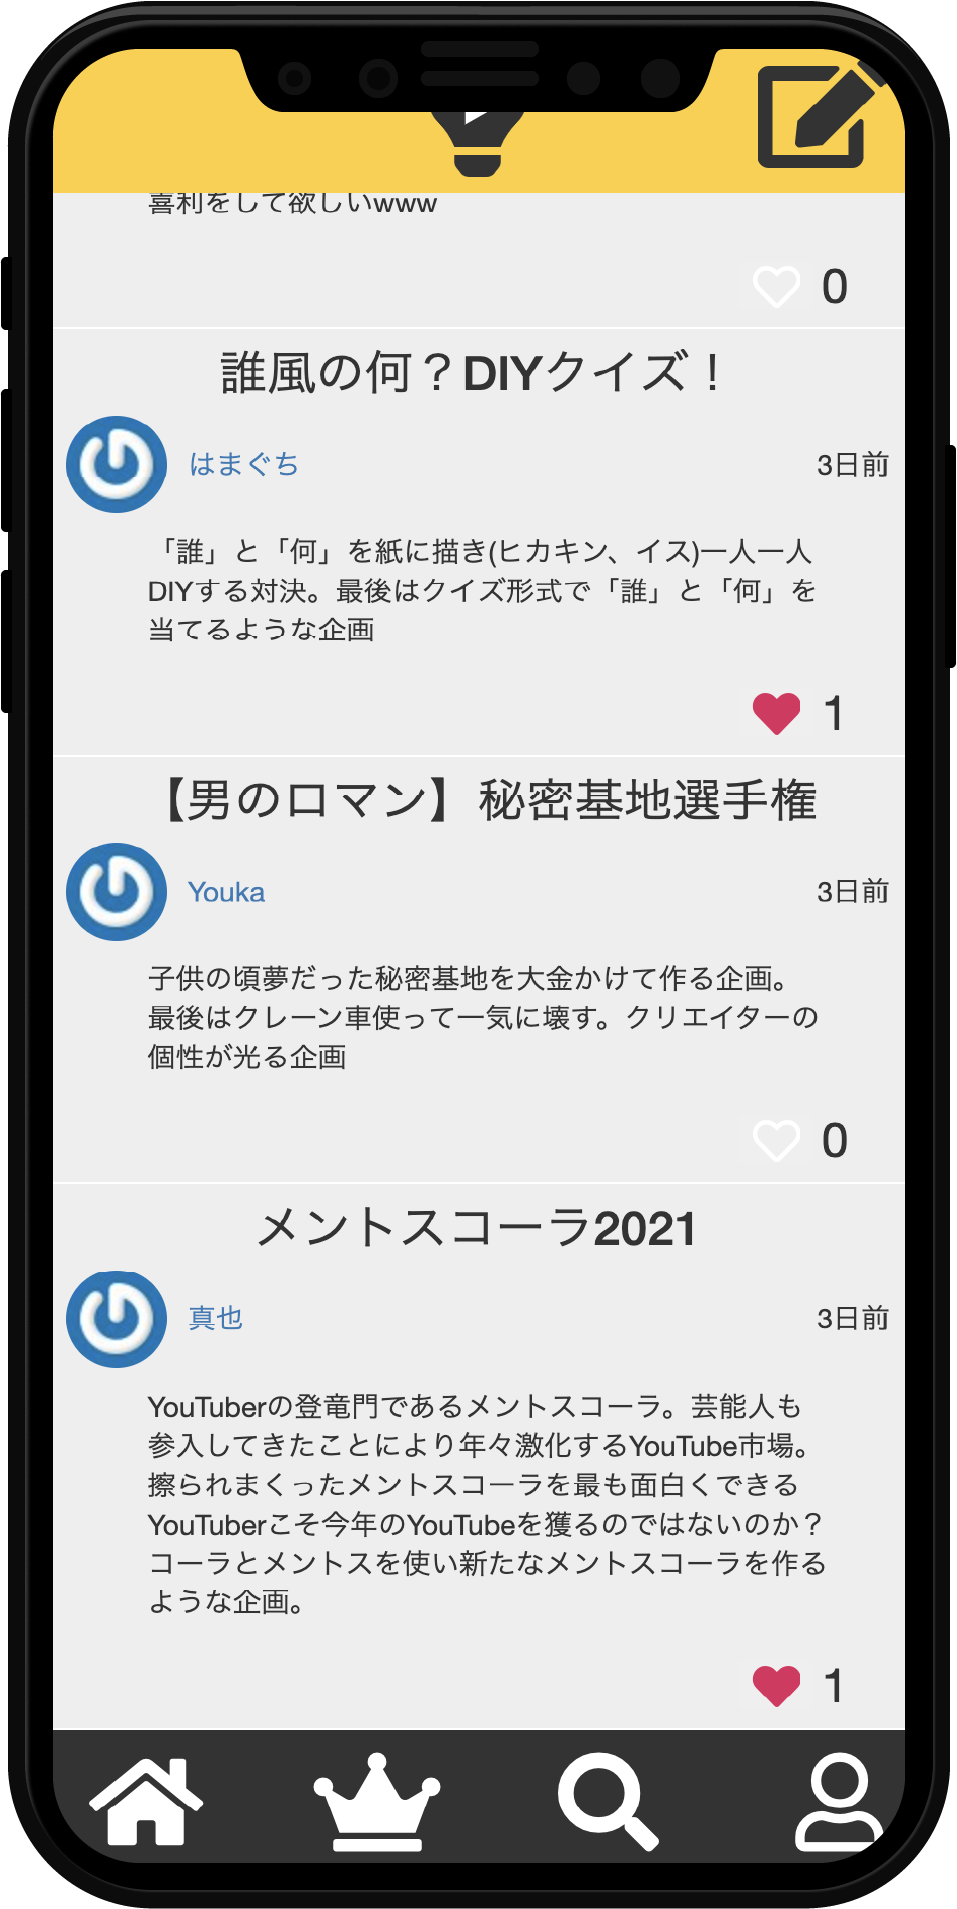 喜利をして欲しいwww
0
誰風の何？DIYクイズ！
はまぐち
3日前
「誰」と「何」を紙に描き(ヒカキン、イス)一人一人
DIYする対決。最後はクイズ形式で「誰」と「何」を
当てるような企画
1
【男のロマン】秘密基地選手権
Youka
3日前
子供の頃夢だった秘密基地を大金かけて作る企画。
最後はクレーン車使って一気に壊す。クリエイターの
個性が光る企画
0
メントスコーラ2021
真也
3日前
YouTuberの登竜門であるメントスコーラ。芸能人も
参入してきたことにより年々激化するYouTube市場。
擦られまくったメントスコーラを最も面白くできる
YouTuberこそ今年のYouTubeを獲るのではないのか？
コーラとメントスを使い新たなメントスコーラを作る
ような企画。
1